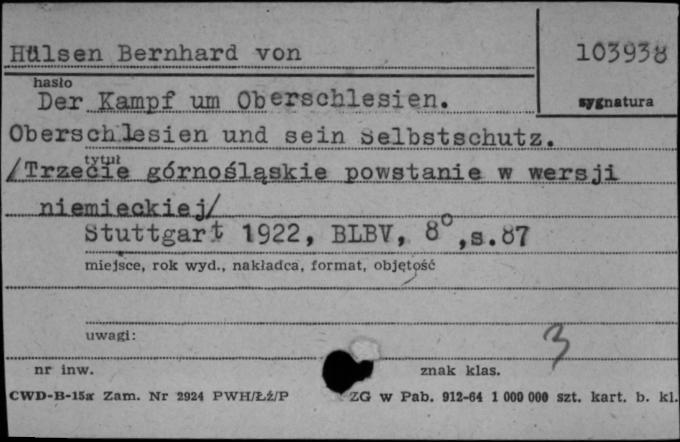 Hülsen Bernhard von
103938
hasło
sygnatura
Der Kampf um Oberschlesien.
Oberschlesien und sein Selbstschutz.
tytuł
/Trzecie górnośląskie powstanie w wersji
niemieckiej/
Stuttgart 1922, BLBV, 8°,s.87
miejsce, rok wyd., nakładca, format, objętość
uwagi:
3
nr inw.
znak klas.
CWD-B-15a Zam. Nr 2924 PWH/Łź/P
ZG w Pab. 912-64 1 000 000 szt. kart. b. kl.